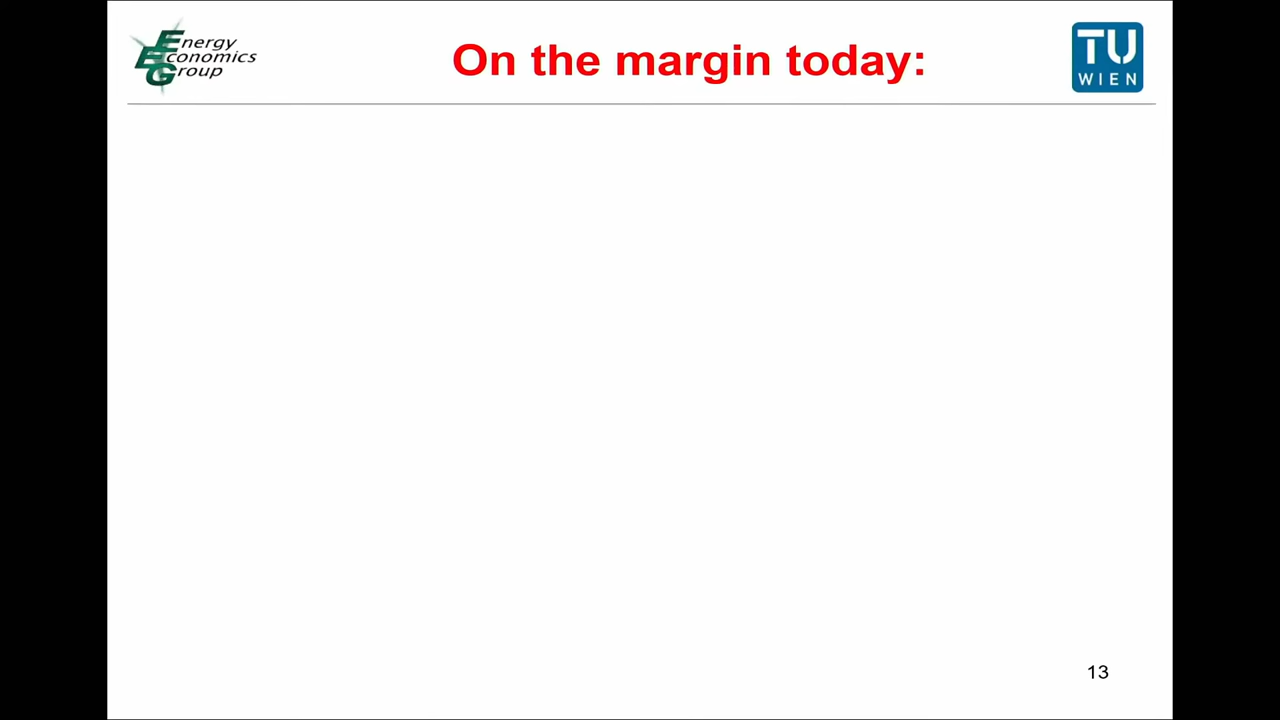 Energy
Economics
Group
On the margin today:
TU
WIEN
13